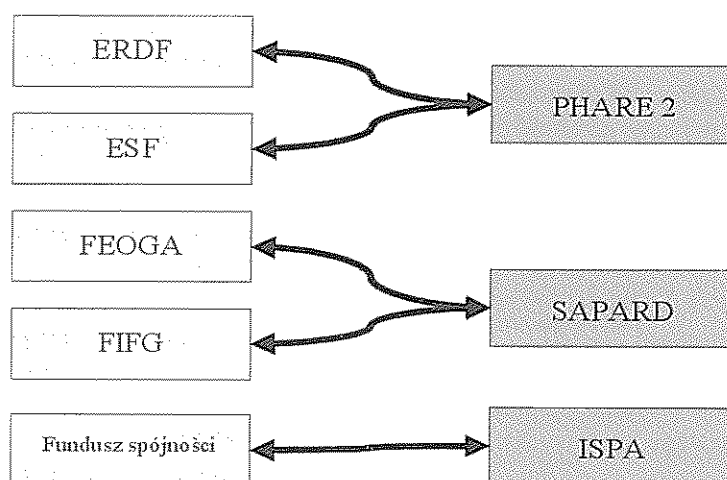 ERDF
PHARE 2
ESF
FEOGA
SAPARD
FIFG
Fundusz spójności
ISPA